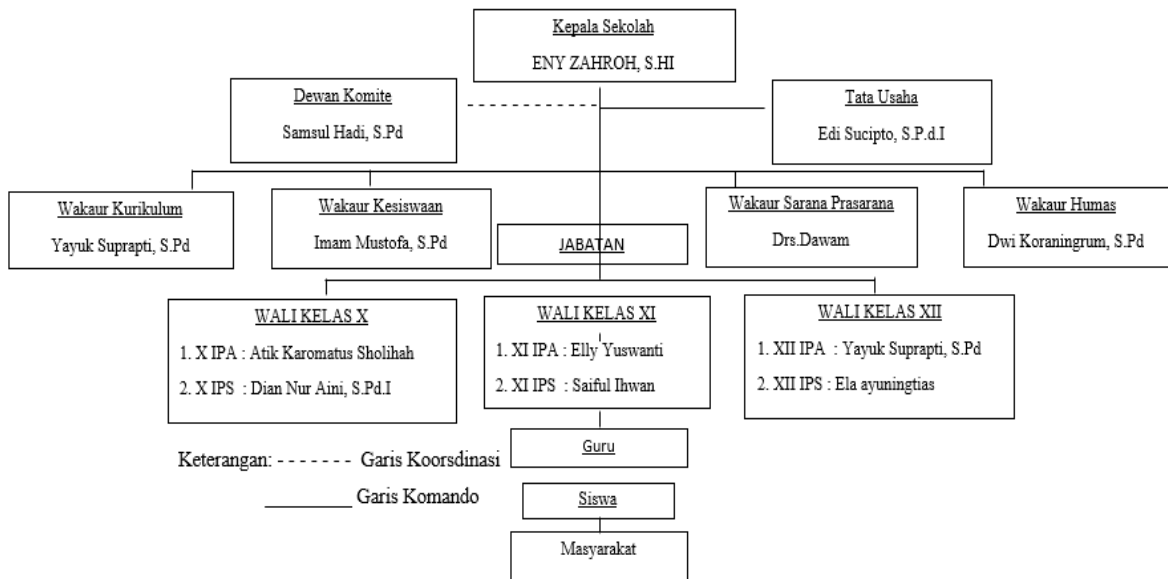 Kepala Sekolah
ENY ZAHROH, S.HI
Dewan Komite
Samsul Hadi, S.Pd
Tata Usaha
Edi Sucipto, S.P.d.I
Wakaur Kurikulum
Yayuk Suprapti, S.Pd
Wakaur Kesiswaan
Imam Mustofa, S.Pd
Wakaur Sarana Prasarana
Drs.Dawam
Wakaur Humas
Dwi Koraningrum, S.Pd
JABATAN
WALI KELAS X
1. X IPA : Atik Karomatus Sholihah
2. X IPS : Dian Nur Aini, S.Pd.I
WALI KELAS XI
1. XI IPA : Elly Yuswanti
2. XI IPS : Saiful Ihwan
WALI KELAS XII
1. XII IPA : Yayuk Suprapti, S.Pd
2. XII IPS : Ela ayuningtias
Guru
Keterangan: - - - - - - - Garis Koorsdinasi
_________ Garis Komando
Siswa
Masyarakat